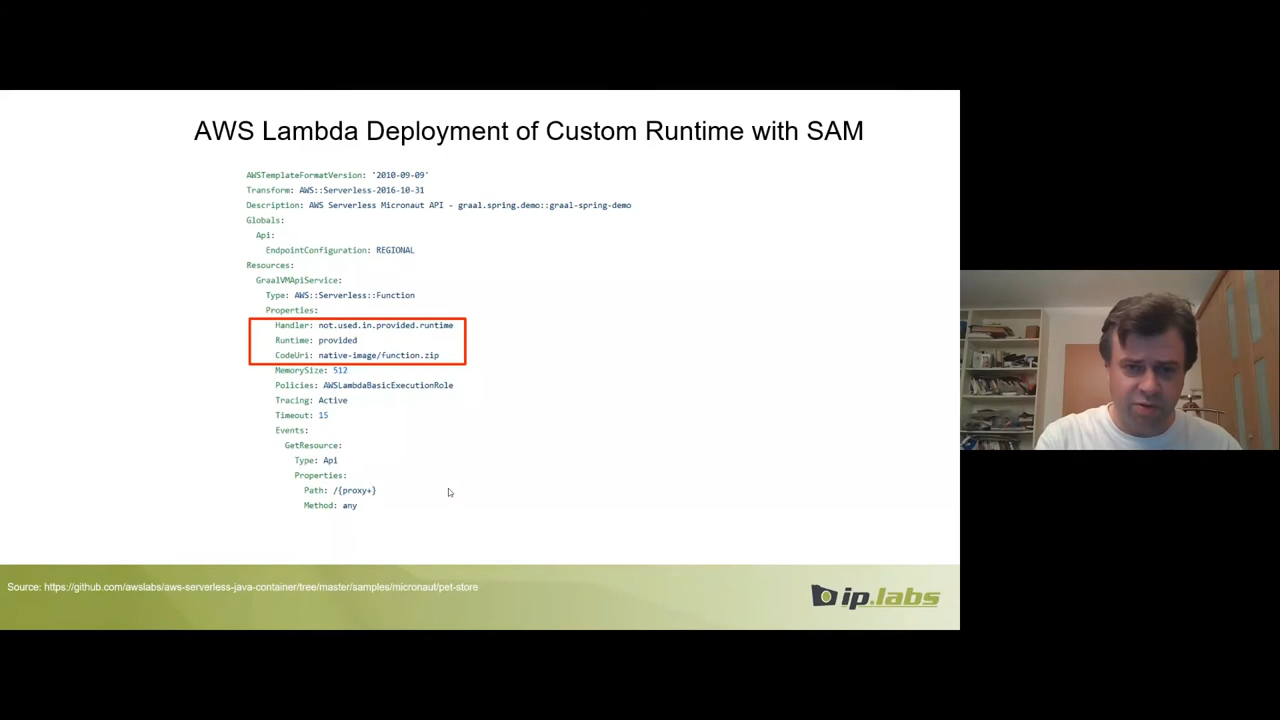 AWS Lambda Deployment of Custom Runtime with SAM
AWSTemplateFormatVersion: '2010-09-09'
Transform: AWS::Serverless-2016-10-31
Description: AWS Serverless Micronaut API - graal.spring.demo::graal-spring-demo
Globals:
Api:
EndpointConfiguration: REGIONAL
Resources:
GraalVMApiService:
Type: AWS::Serverless::Function
Properties:
Handler: not.used.in.provided.runtime
Runtime: provided
CodeUri: native-image/function.zip
MemorySize: 512
Policies: AWSLambdaBasicExecutionRole
Tracing: Active
Timeout: 15
Events:
GetResource:
Type: Api
Properties:
Path: /{proxy+}
Method: any
Source: https://github.com/awslabs/aws-serverless-java-container/tree/master/samples/micronaut/pet-store
ip.labs